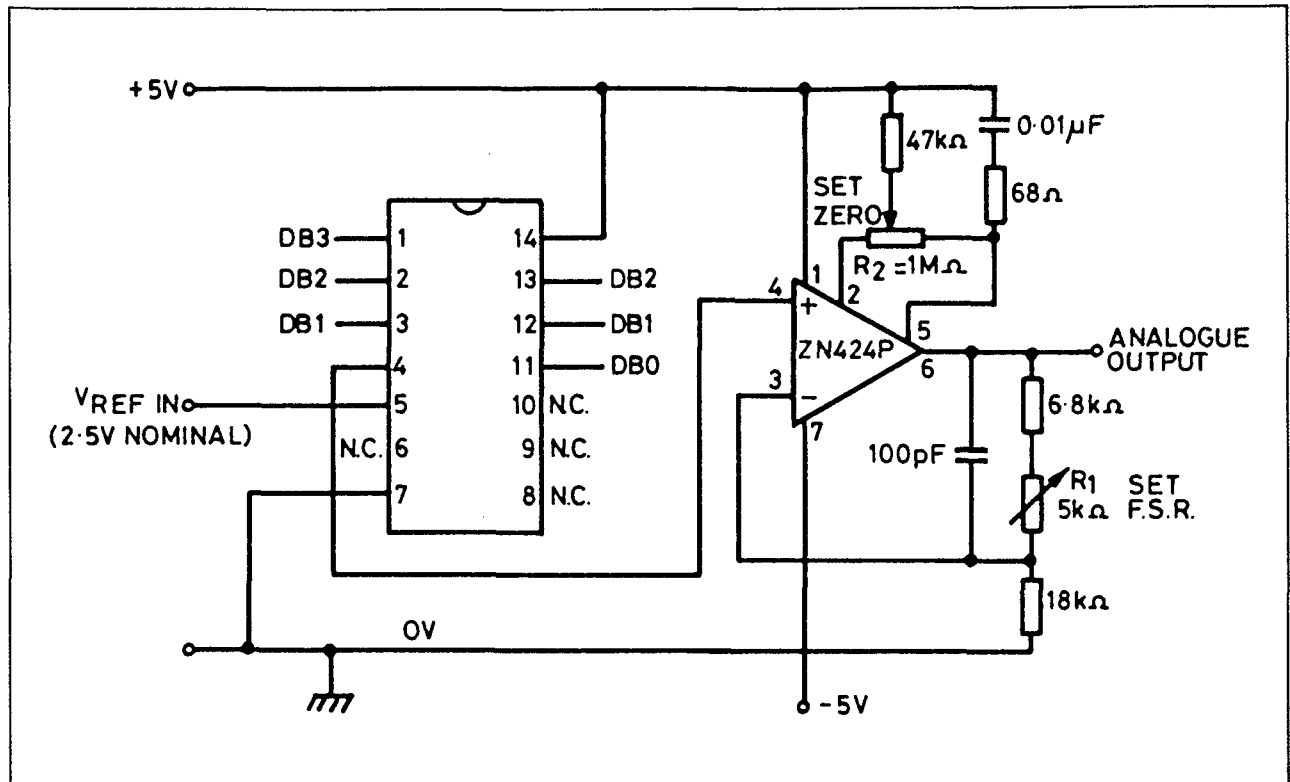 +5V
0·01µF
47kΩ
68Ω
SET
ZERO
R2 = 1MΩ
DB3 1
14
DB2 2
13 DB2
DB1 3
12 DB1
4
11 DB0
VREF IN
(2·5V NOMINAL)
5
10 N.C.
N.C. 6
9 N.C.
7
8 N.C.
1
2
4
+
5
ZN424P
6
3
-
7
ANALOGUE
OUTPUT
6·8kΩ
100pF
R1
5kΩ
SET
F.S.R.
18kΩ
0V
-5V